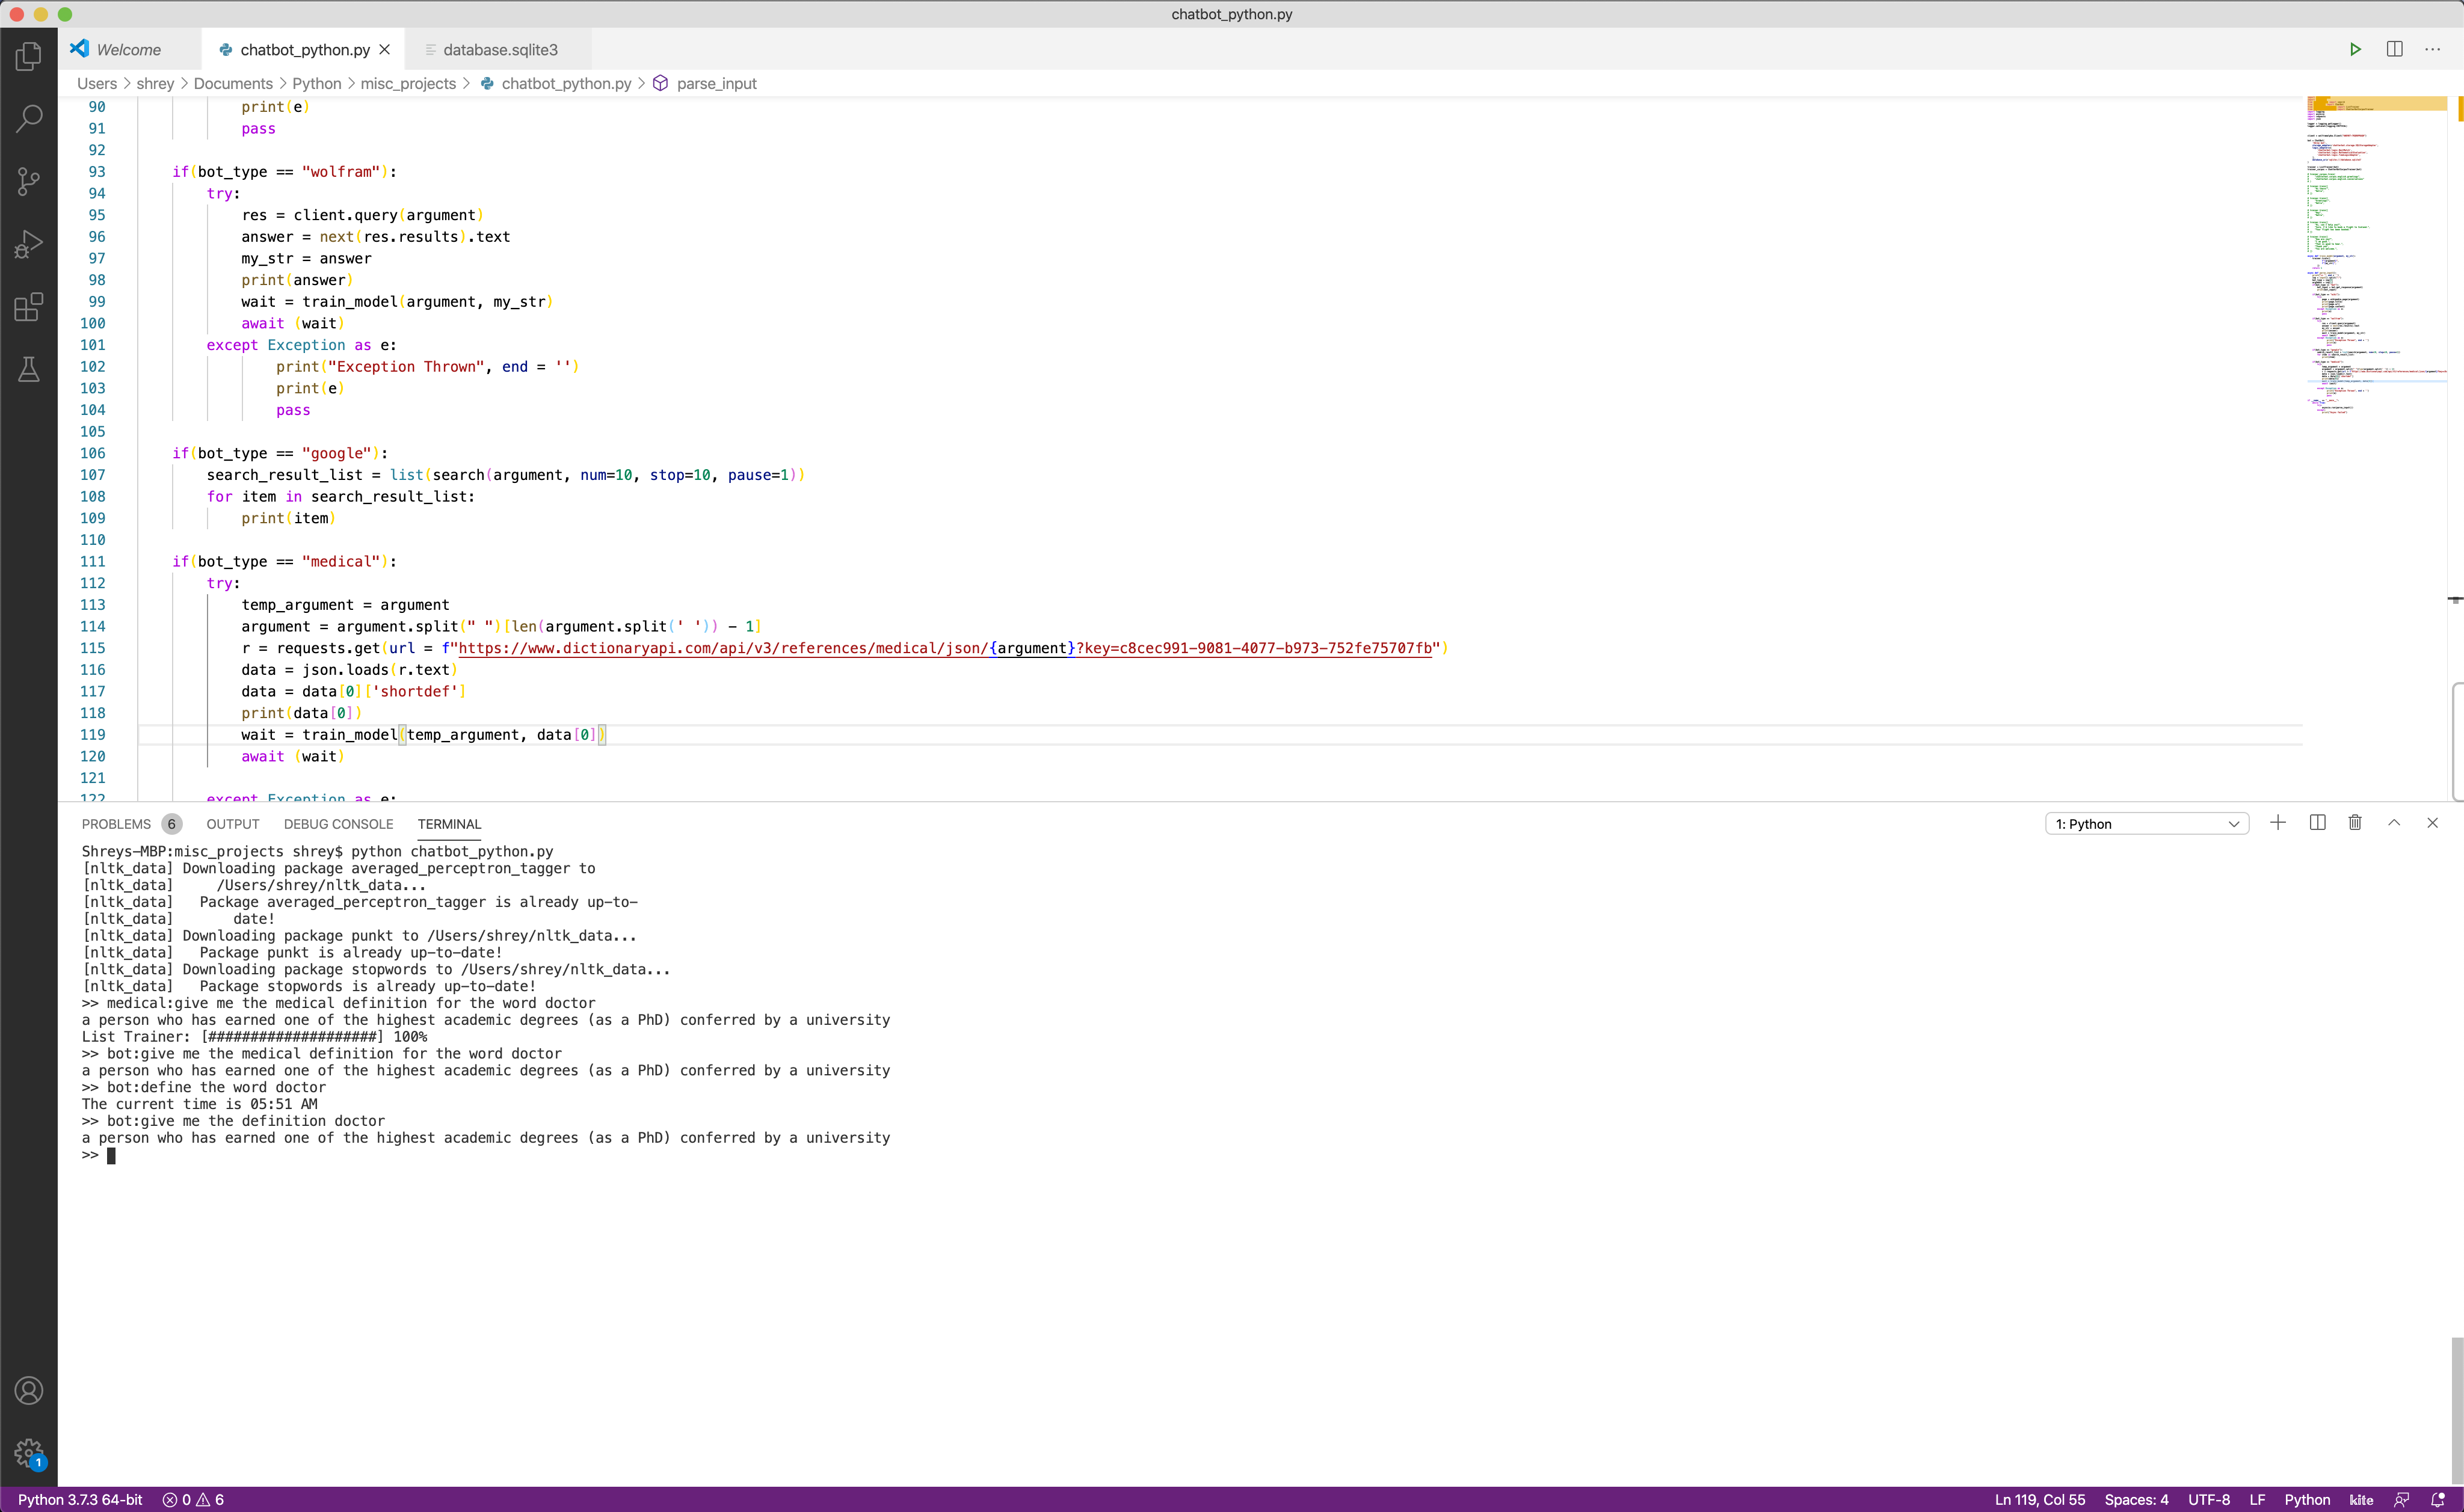 chatbot_python.py
Welcome
chatbot_python.py
database.sqlite3
Users > shrey > Documents > Python > misc_projects > chatbot_python.py > parse_input
90 print(e)
91 pass
92
93 if(bot_type == "wolfram"):
94 try:
95 res = client.query(argument)
96 answer = next(res.results).text
97 my_str = answer
98 print(answer)
99 wait = train_model(argument, my_str)
100 await (wait)
101 except Exception as e:
102 print("Exception Thrown", end = '')
103 print(e)
104 pass
105
106 if(bot_type == "google"):
107 search_result_list = list(search(argument, num=10, stop=10, pause=1))
108 for item in search_result_list:
109 print(item)
110
111 if(bot_type == "medical"):
112 try:
113 temp_argument = argument
114 argument = argument.split(" ")[len(argument.split(' ')) - 1]
115 r = requests.get(url = f"https://www.dictionaryapi.com/api/v3/references/medical/json/{argument}?key=c8cec991-9081-4077-b973-752fe75707fb")
116 data = json.loads(r.text)
117 data = data[0]['shortdef']
118 print(data[0])
119 wait = train_model(temp_argument, data[0])
120 await (wait)
121
122 except Exception as e:
PROBLEMS 6 OUTPUT DEBUG CONSOLE TERMINAL 1: Python
Shreys-MBP:misc_projects shrey$ python chatbot_python.py
[nltk_data] Downloading package averaged_perceptron_tagger to
[nltk_data] /Users/shrey/nltk_data...
[nltk_data] Package averaged_perceptron_tagger is already up-to-
[nltk_data] date!
[nltk_data] Downloading package punkt to /Users/shrey/nltk_data...
[nltk_data] Package punkt is already up-to-date!
[nltk_data] Downloading package stopwords to /Users/shrey/nltk_data...
[nltk_data] Package stopwords is already up-to-date!
>> medical:give me the medical definition for the word doctor
a person who has earned one of the highest academic degrees (as a PhD) conferred by a university
List Trainer: [####################] 100%
>> bot:give me the medical definition for the word doctor
a person who has earned one of the highest academic degrees (as a PhD) conferred by a university
>> bot:define the word doctor
The current time is 05:51 AM
>> bot:give me the definition doctor
a person who has earned one of the highest academic degrees (as a PhD) conferred by a university
>>
1
Python 3.7.3 64-bit 0 6 Ln 119, Col 55 Spaces: 4 UTF-8 LF Python kite